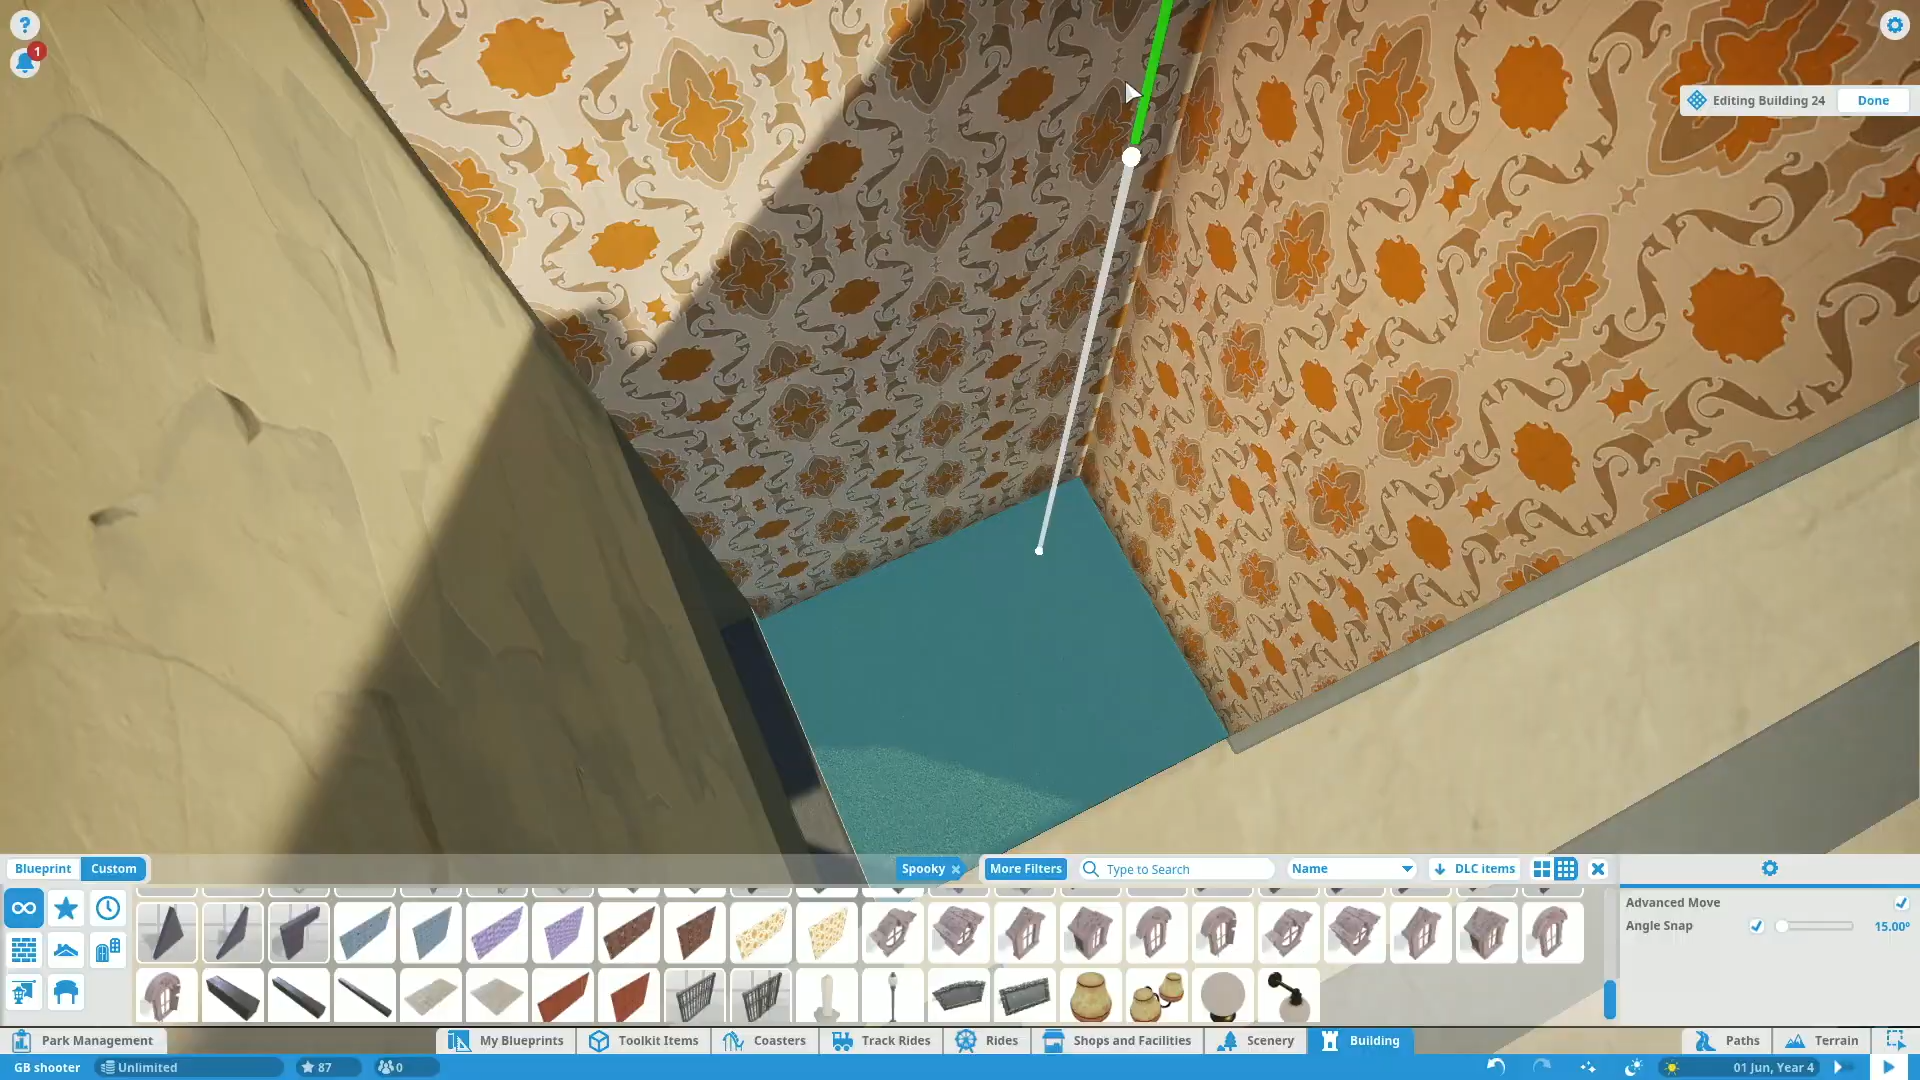 ?
1
Editing Building 24 Done
Blueprint Custom Spooky More Filters Type to Search Name DLC items
Advanced Move
Angle Snap 15.00°
Park Management My Blueprints Toolkit Items Coasters Track Rides Rides Shops and Facilities Scenery Building Paths Terrain
GB shooter Unlimited 87 0 01 Jun, Year 4